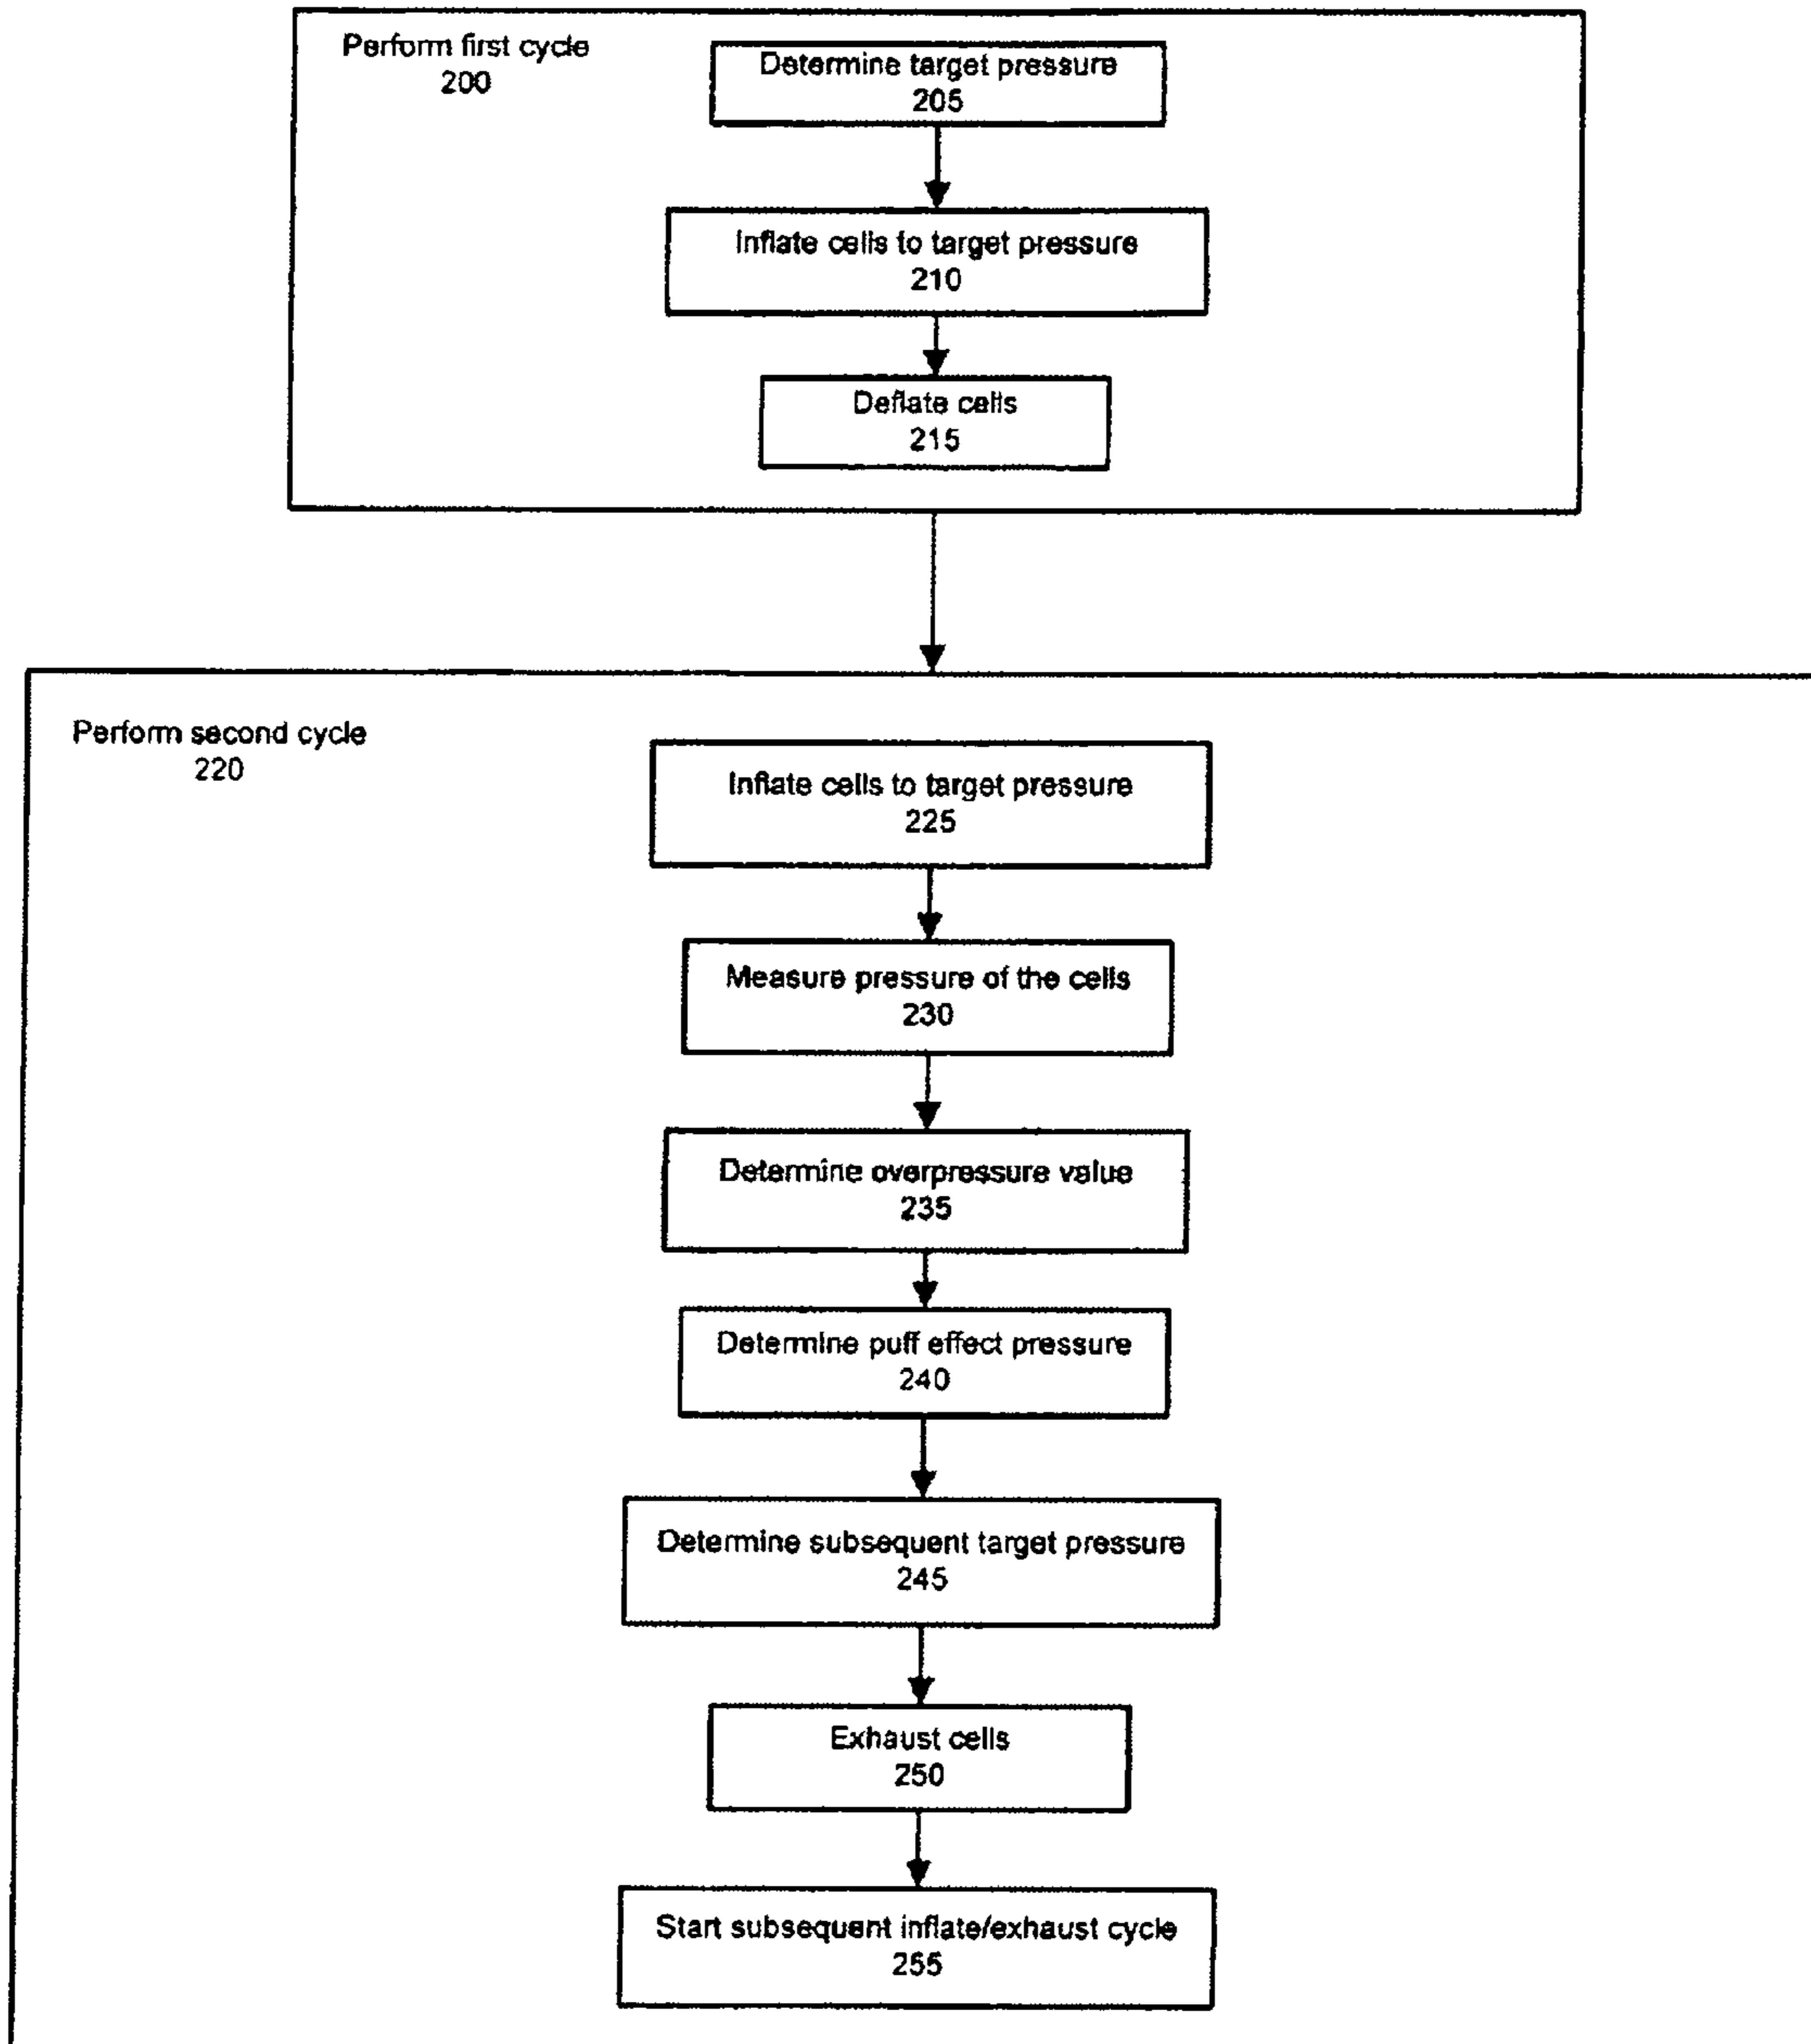 Perform first cycle
200
Determine target pressure
205
Inflate cells to target pressure
210
Deflate cells
215
Perform second cycle
220
Inflate cells to target pressure
225
Measure pressure of the cells
230
Determine overpressure value
235
Determine puff effect pressure
240
Determine subsequent target pressure
245
Exhaust cells
250
Start subsequent inflate/exhaust cycle
255